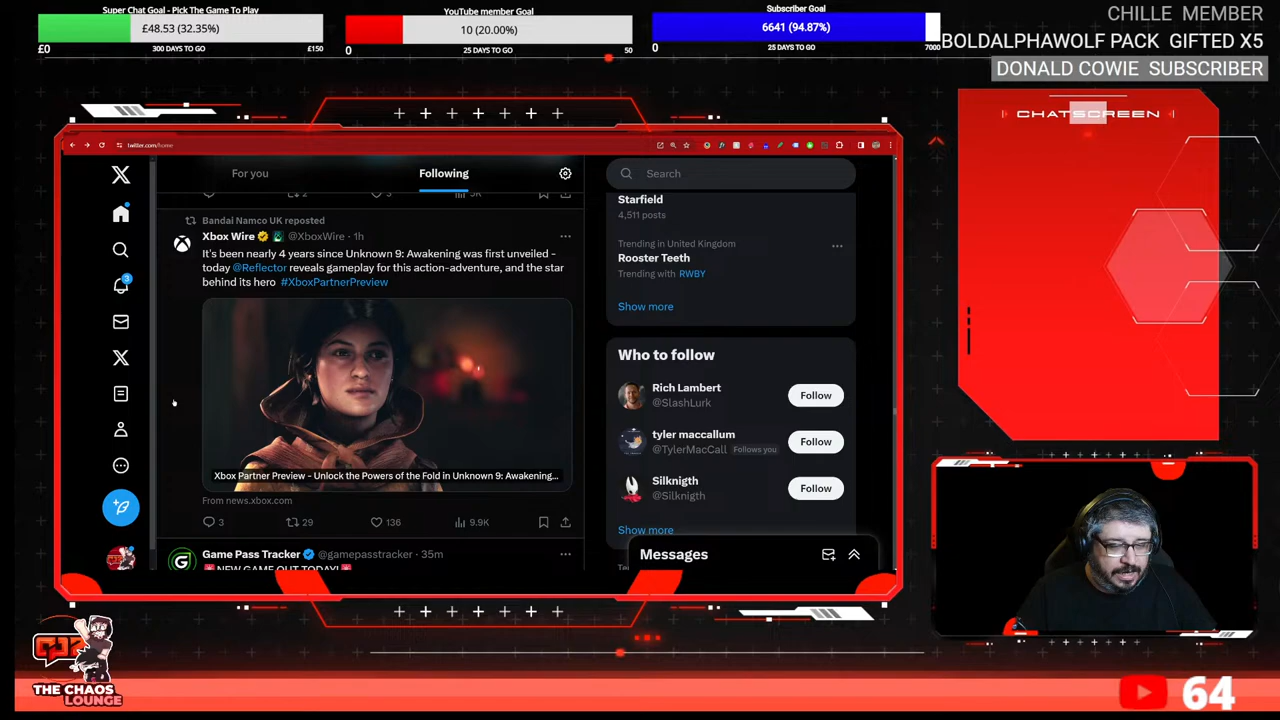 Super Chat Goal - Pick The Game To Play
£48.53 (32.35%)
£0
300 DAYS TO GO
£150
YouTube member Goal
10 (20.00%)
0
25 DAYS TO GO
50
Subscriber Goal
6641 (94.87%)
0
25 DAYS TO GO
7000
CHILLE MEMBER
BOLDALPHAWOLF PACK GIFTED X5
DONALD COWIE SUBSCRIBER
CHATSCREEN
twitter.com/home
For you
Following
Search
2
3
3K
Bandai Namco UK reposted
Xbox Wire @XboxWire · 1h
It's been nearly 4 years since Unknown 9: Awakening was first unveiled -
today @Reflector reveals gameplay for this action-adventure, and the star
behind its hero #XboxPartnerPreview
Xbox Partner Preview – Unlock the Powers of the Fold in Unknown 9: Awakening...
From news.xbox.com
3
29
136
9.9K
Game Pass Tracker @gamepasstracker · 35m
NEW GAME OUT TODAY!
3
Starfield
4,511 posts
Trending in United Kingdom
Rooster Teeth
Trending with RWBY
Show more
Who to follow
Rich Lambert
@SlashLurk
Follow
tyler maccallum
@TylerMacCall Follows you
Follow
Silknigth
@Silknigth
Follow
Show more
Messages
THE CHAOS
LOUNGE
64